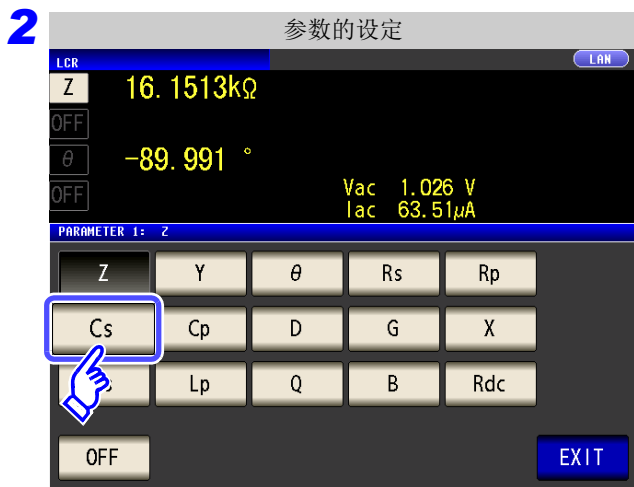 2
参数的设定
LCR
LAN
Z 16.1513kΩ
OFF
θ -89.991 °
OFF
Vac 1.026 V
Iac 63.51μA
PARAMETER 1: Z
Z Y θ Rs Rp
Cs Cp D G X
Lp Q B Rdc
OFF EXIT